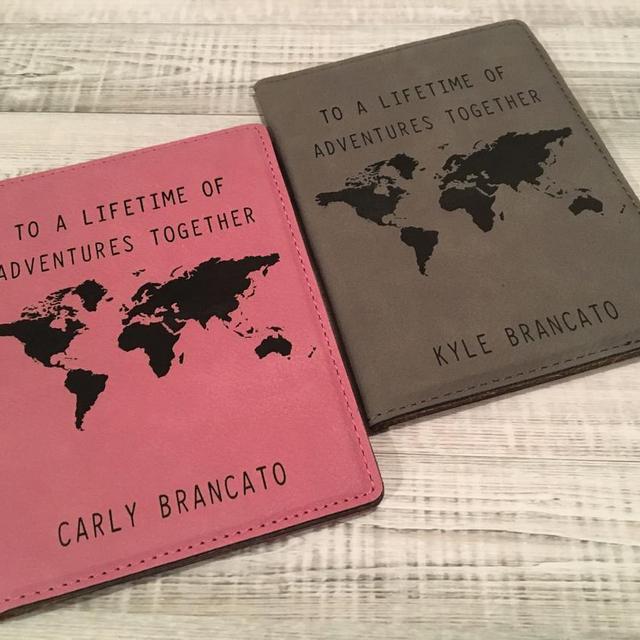 TO A LIFETIME OF
ADVENTURES TOGETHER
CARLY BRANCATO
TO A LIFETIME OF
ADVENTURES TOGETHER
KYLE BRANCATO